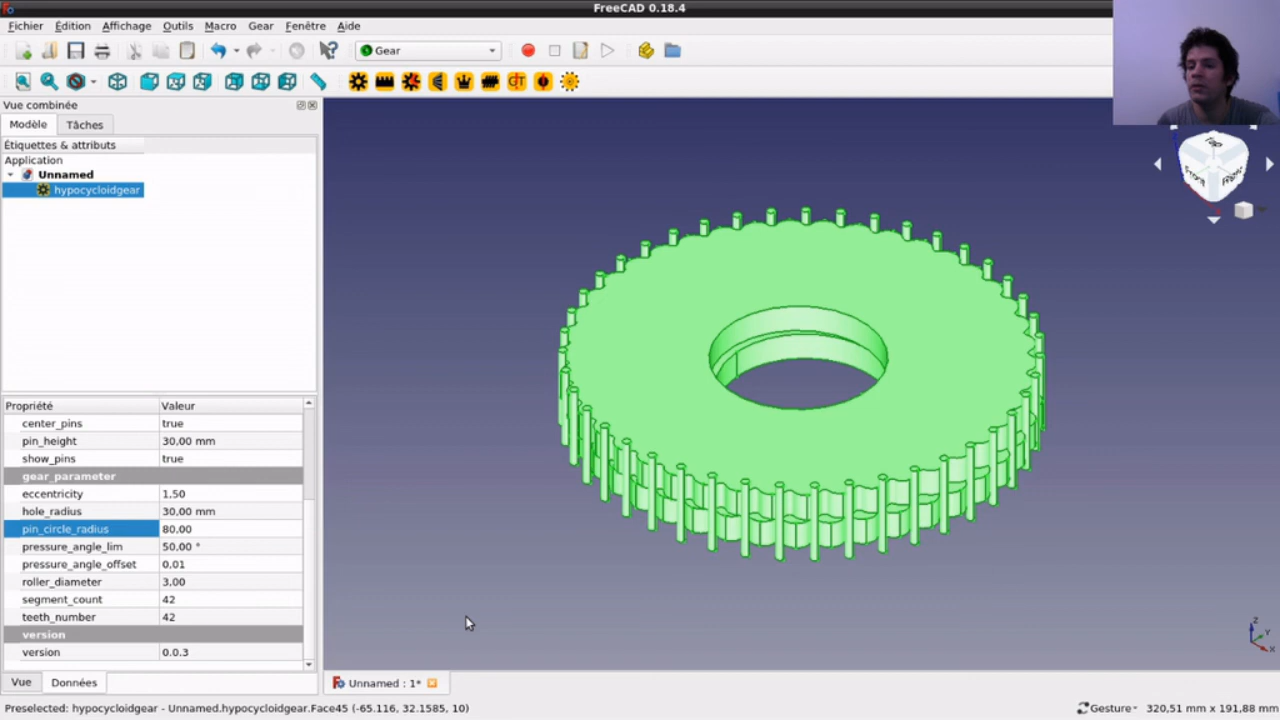 FreeCAD 0.18.4
Fichier Édition Affichage Outils Macro Gear Fenêtre Aide
Gear
Vue combinée
Modèle Tâches
Étiquettes & attributs
Application
Unnamed
hypocycloidgear
Propriété Valeur
center_pins true
pin_height 30,00 mm
show_pins true
gear_parameter
eccentricity 1,50
hole_radius 30,00 mm
pin_circle_radius 80,00
pressure_angle_lim 50,00 °
pressure_angle_offset 0,01
roller_diameter 3,00
segment_count 42
teeth_number 42
version
version 0.0.3
Vue Données
Top
Front
Right
Z
Y
X
Unnamed : 1*
Preselected: hypocycloidgear - Unnamed.hypocycloidgear.Face45 (-65.116, 32.1585, 10)
Gesture
320,51 mm x 191,88 mm